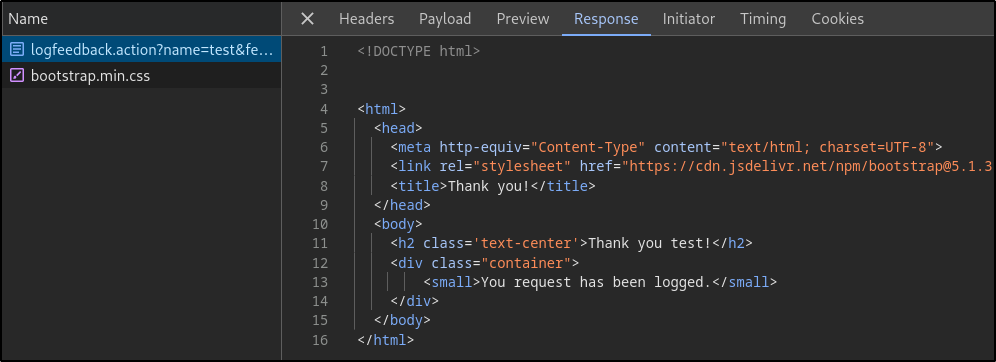 Name
Headers Payload Preview Response Initiator Timing Cookies
logfeedback.action?name=test&fe...
bootstrap.min.css
1 <!DOCTYPE html>
2
3
4 <html>
5 <head>
6 <meta http-equiv="Content-Type" content="text/html; charset=UTF-8">
7 <link rel="stylesheet" href="https://cdn.jsdelivr.net/npm/bootstrap@5.1.3
8 <title>Thank you!</title>
9 </head>
10 <body>
11 <h2 class='text-center'>Thank you test!</h2>
12 <div class="container">
13 <small>You request has been logged.</small>
14 </div>
15 </body>
16 </html>